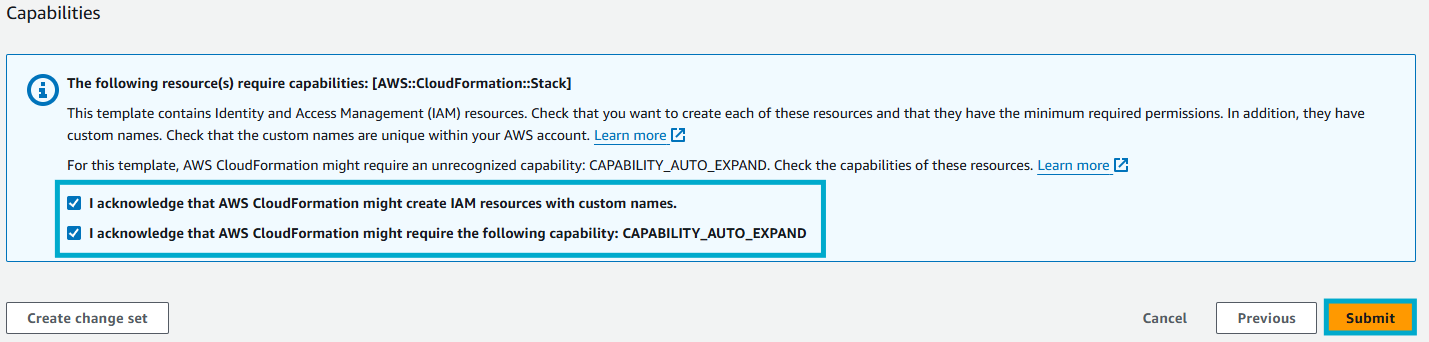 Capabilities
The following resource(s) require capabilities: [AWS::CloudFormation::Stack]
This template contains Identity and Access Management (IAM) resources. Check that you want to create each of these resources and that they have the minimum required permissions. In addition, they have
custom names. Check that the custom names are unique within your AWS account. Learn more
For this template, AWS CloudFormation might require an unrecognized capability: CAPABILITY_AUTO_EXPAND. Check the capabilities of these resources. Learn more
I acknowledge that AWS CloudFormation might create IAM resources with custom names.
I acknowledge that AWS CloudFormation might require the following capability: CAPABILITY_AUTO_EXPAND
Create change set Cancel Previous Submit